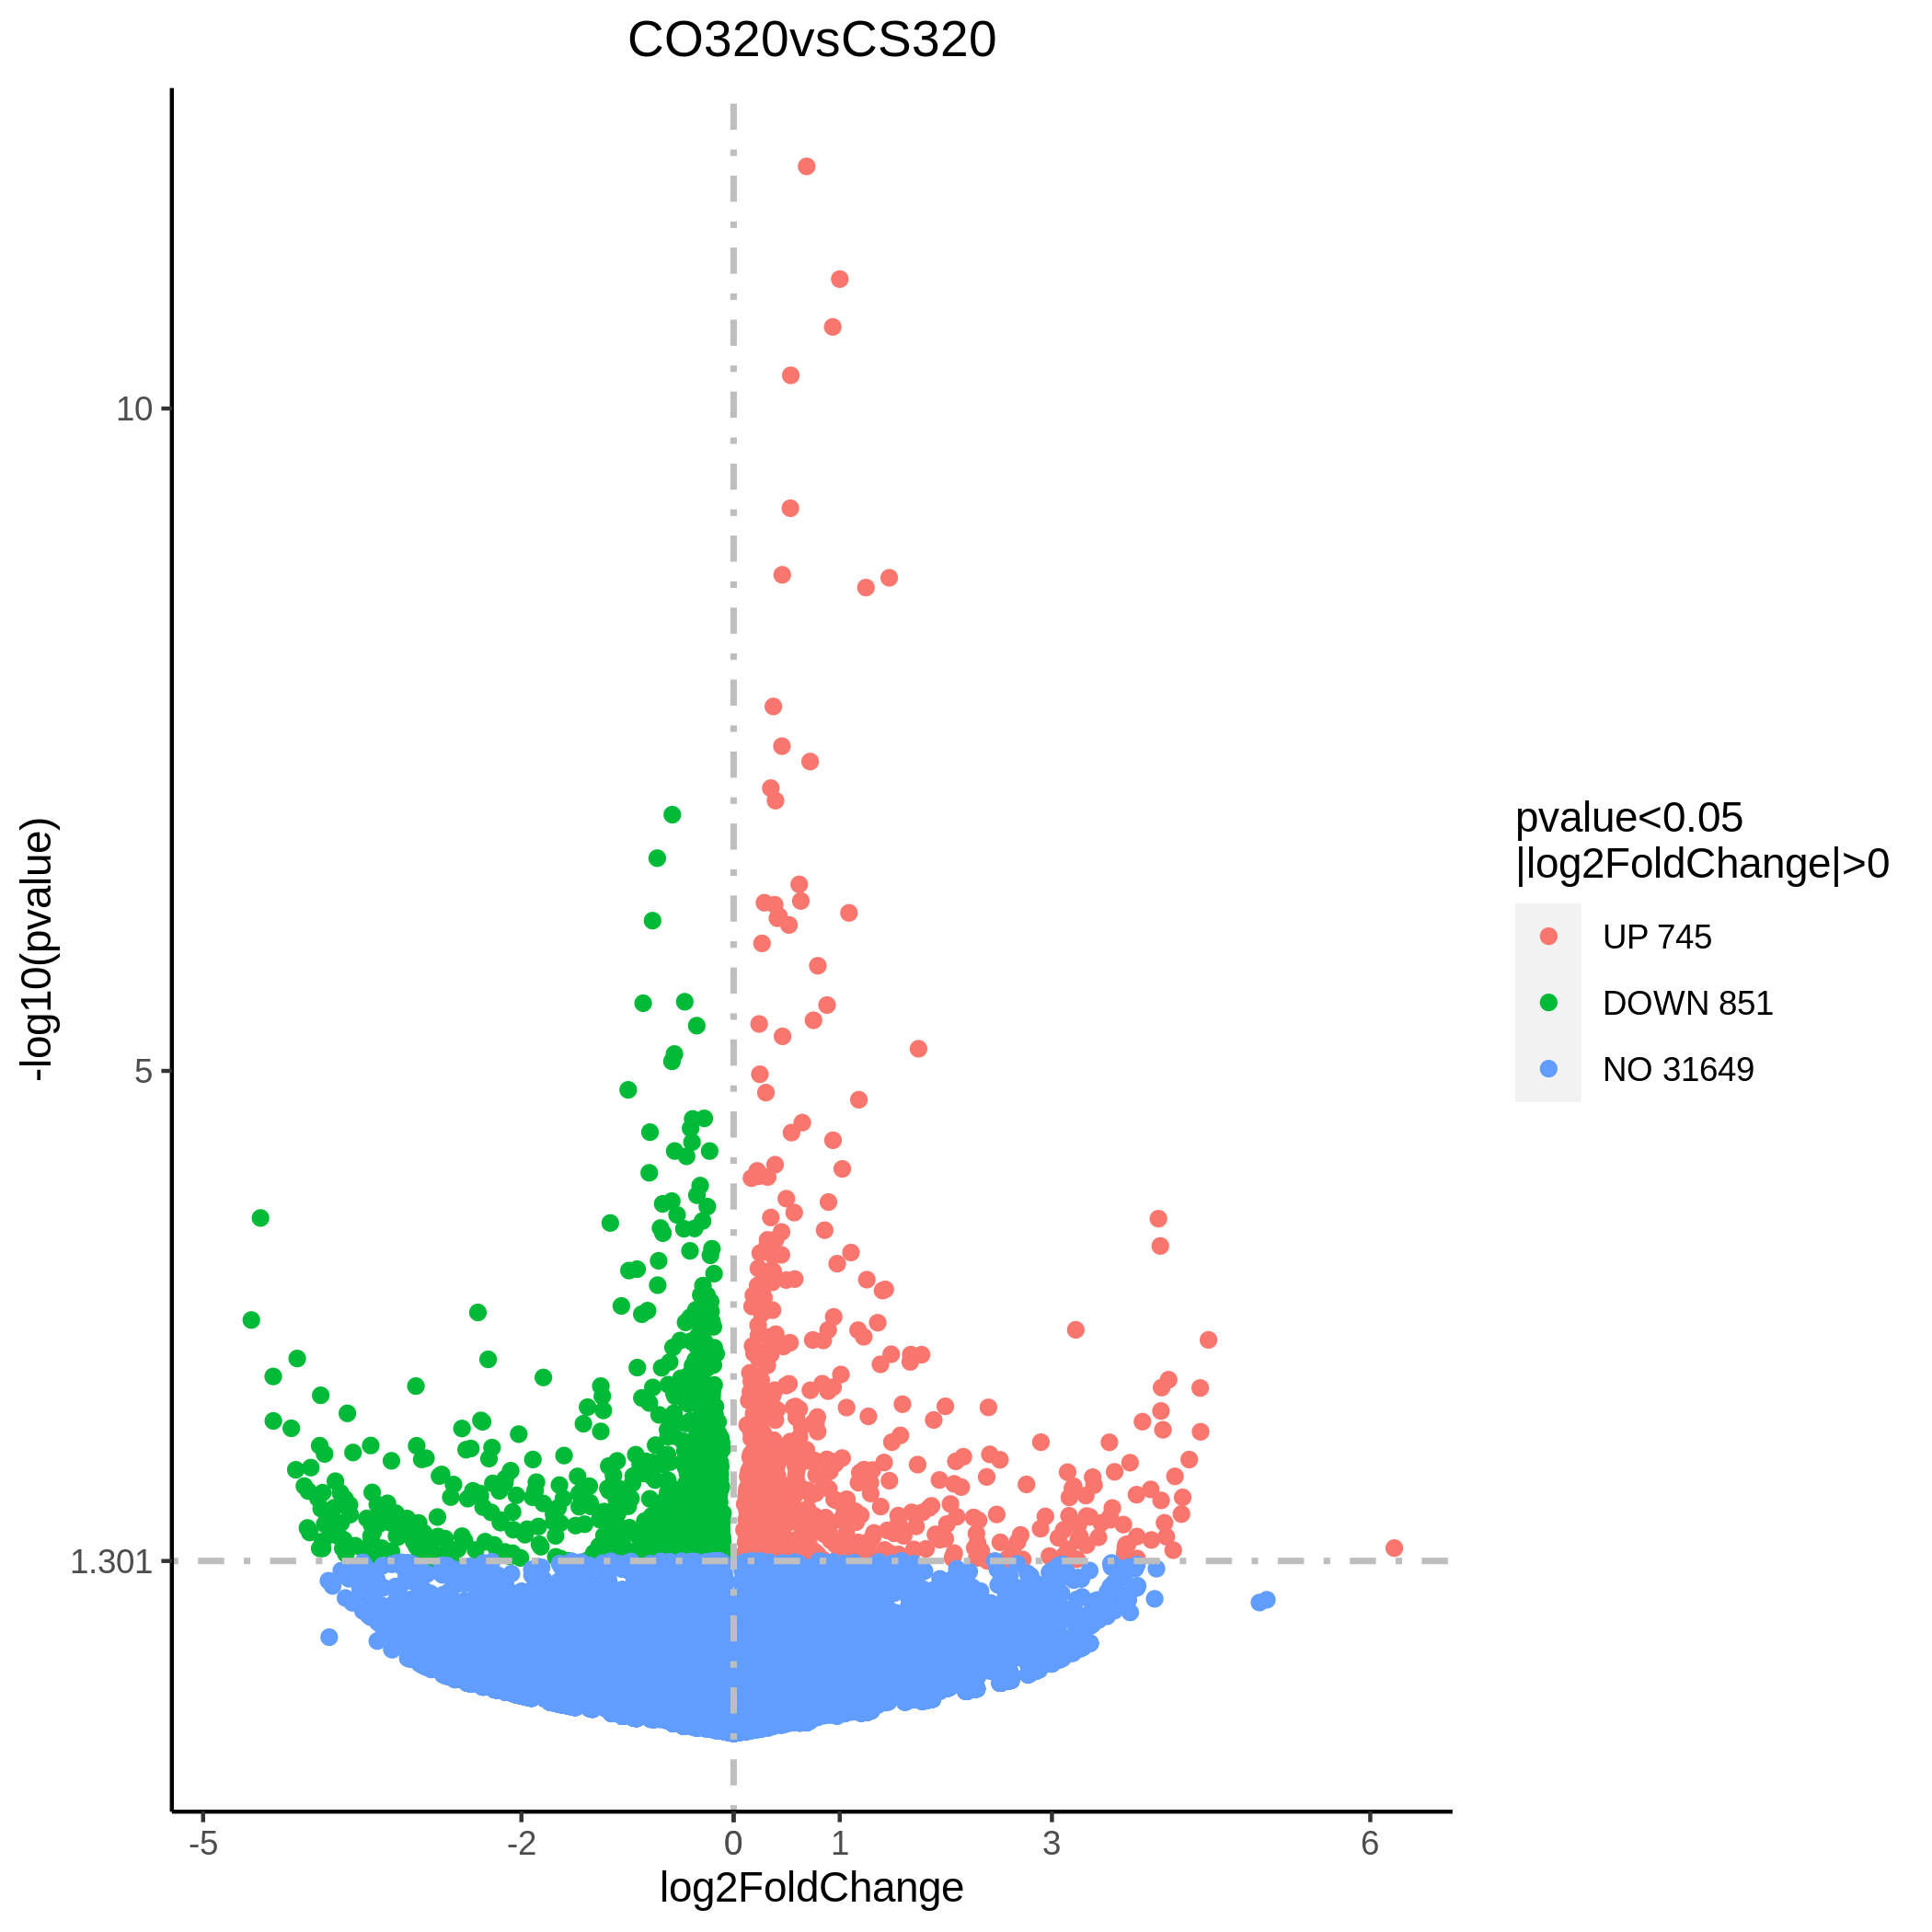 CO320vsCS320
10
5
1.301
-log10(pvalue)
-5
-2
0
1
3
6
log2FoldChange
pvalue<0.05
|log2FoldChange|>0
UP 745
DOWN 851
NO 31649